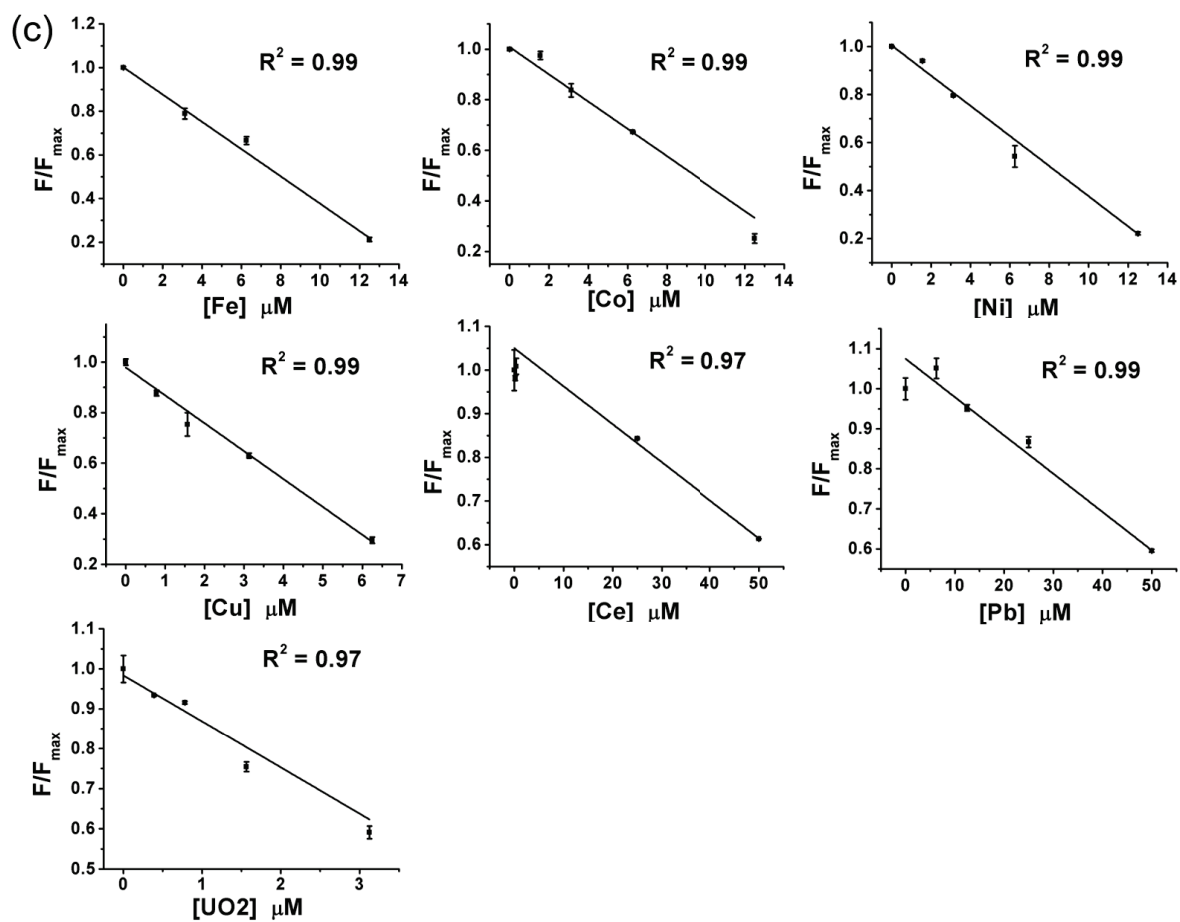 (c)
1.2
1.0
0.8
0.6
0.4
0.2
F/Fmax
R2 = 0.99
0 2 4 6 8 10 12 14
[Fe] μM
1.0
0.8
0.6
0.4
0.2
F/Fmax
R2 = 0.99
0 2 4 6 8 10 12 14
[Co] μM
1.0
0.8
0.6
0.4
0.2
F/Fmax
R2 = 0.99
0 2 4 6 8 10 12 14
[Ni] μM
1.0
0.8
0.6
0.4
0.2
F/Fmax
R2 = 0.99
0 1 2 3 4 5 6 7
[Cu] μM
1.1
1.0
0.9
0.8
0.7
0.6
F/Fmax
R2 = 0.97
0 10 20 30 40 50
[Ce] μM
1.1
1.0
0.9
0.8
0.7
0.6
F/Fmax
R2 = 0.99
0 10 20 30 40 50
[Pb] μM
1.1
1.0
0.9
0.8
0.7
0.6
0.5
F/Fmax
R2 = 0.97
0 1 2 3
[UO2] μM